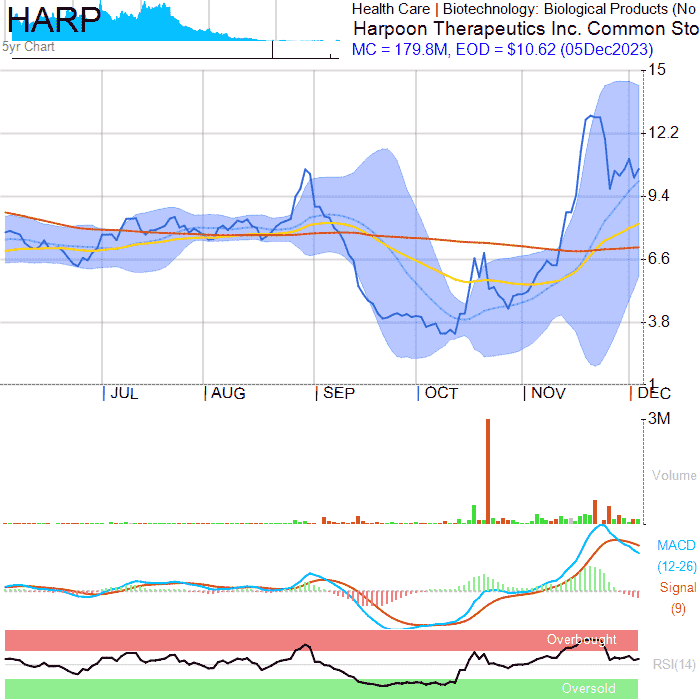 HARP
5yr Chart
Health Care | Biotechnology: Biological Products (No
Harpoon Therapeutics Inc. Common Sto
MC = 179.8M, EOD = $10.62 (05Dec2023)
15
12.2
9.4
6.6
3.8
1
JUL AUG SEP OCT NOV DEC
3M
Volume
MACD
(12-26)
Signal
(9)
Overbought
RSI(14)
Oversold